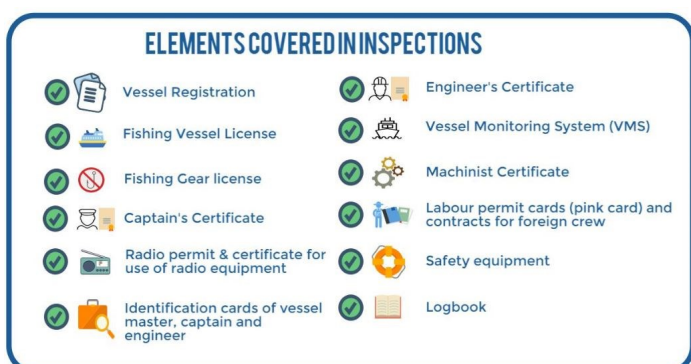 ELEMENTS COVERED IN INSPECTIONS
Vessel Registration
Fishing Vessel License
Fishing Gear license
Captain's Certificate
Radio permit & certificate for
use of radio equipment
Identification cards of vessel
master, captain and
engineer
Engineer's Certificate
Vessel Monitoring System (VMS)
Machinist Certificate
Labour permit cards (pink card) and
contracts for foreign crew
Safety equipment
Logbook